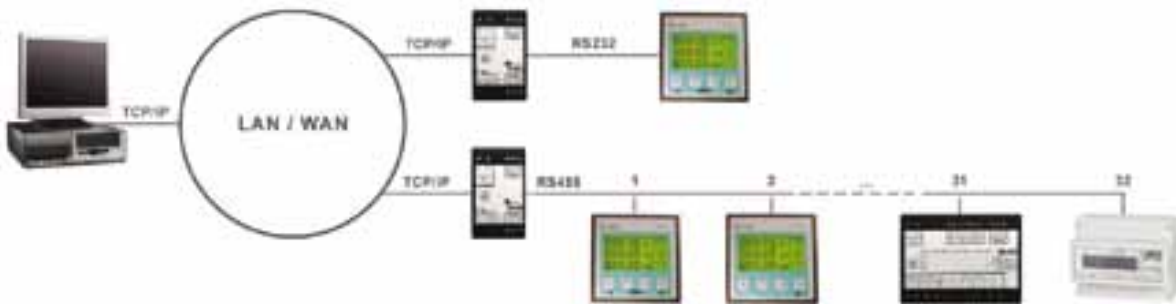 TCP/IP
LAN / WAN
TCP/IP
RS232
TCP/IP
RS485
1
2
...
31
32